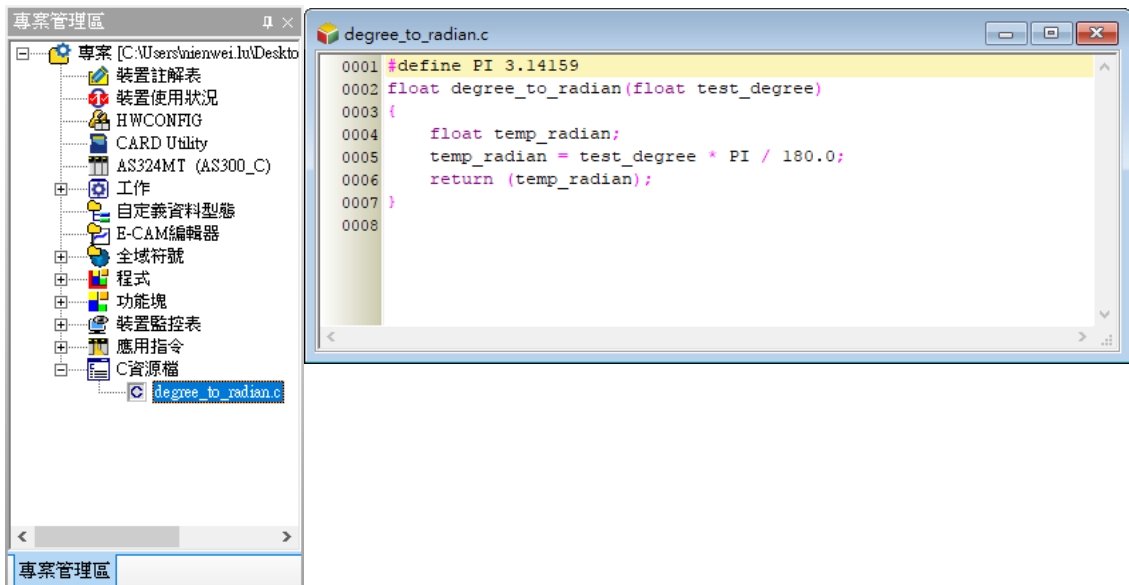 專案管理區
專案 [C:\Users\nienwei.lu\Deskto
裝置註解表
裝置使用狀況
HWCONFIG
CARD Utility
AS324MT (AS300_C)
工作
自定義資料型態
E-CAM編輯器
全域符號
程式
功能塊
裝置監控表
應用指令
C資源檔
degree_to_radian.c
專案管理區
degree_to_radian.c
0001 #define PI 3.14159
0002 float degree_to_radian(float test_degree)
0003 {
0004     float temp_radian;
0005     temp_radian = test_degree * PI / 180.0;
0006     return (temp_radian);
0007 }
0008